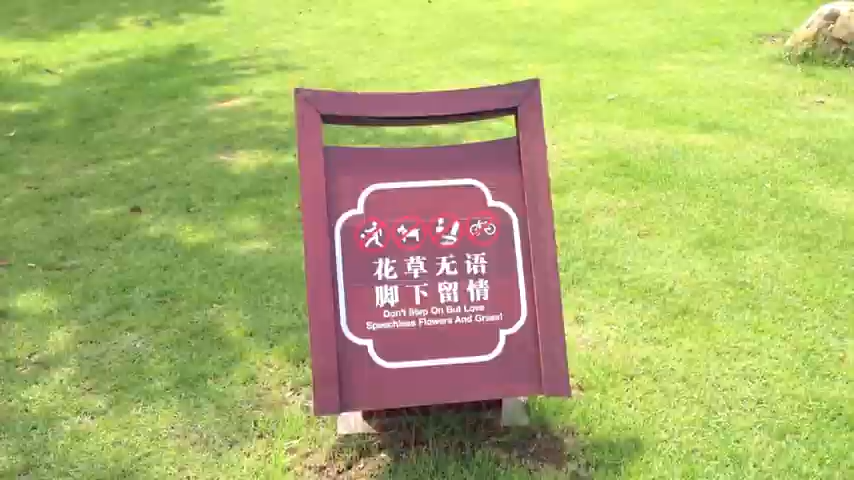 花草无语
脚下留情
Don't Step On But Love
Speechless Flowers And Grass!